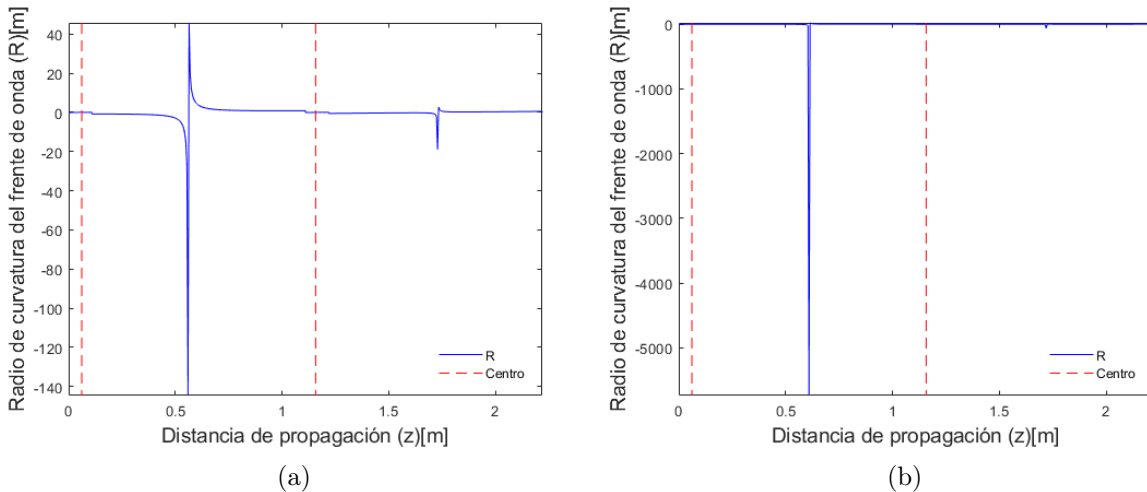 Radio de curvatura del frente de onda (R)[m]
40
20
0
-20
-40
-60
-80
-100
-120
-140
R
Centro
0
0.5
1
1.5
2
Distancia de propagación (z)[m]
(a)
Radio de curvatura del frente de onda (R)[m]
0
-1000
-2000
-3000
-4000
-5000
R
Centro
0
0.5
1
1.5
2
Distancia de propagación (z)[m]
(b)